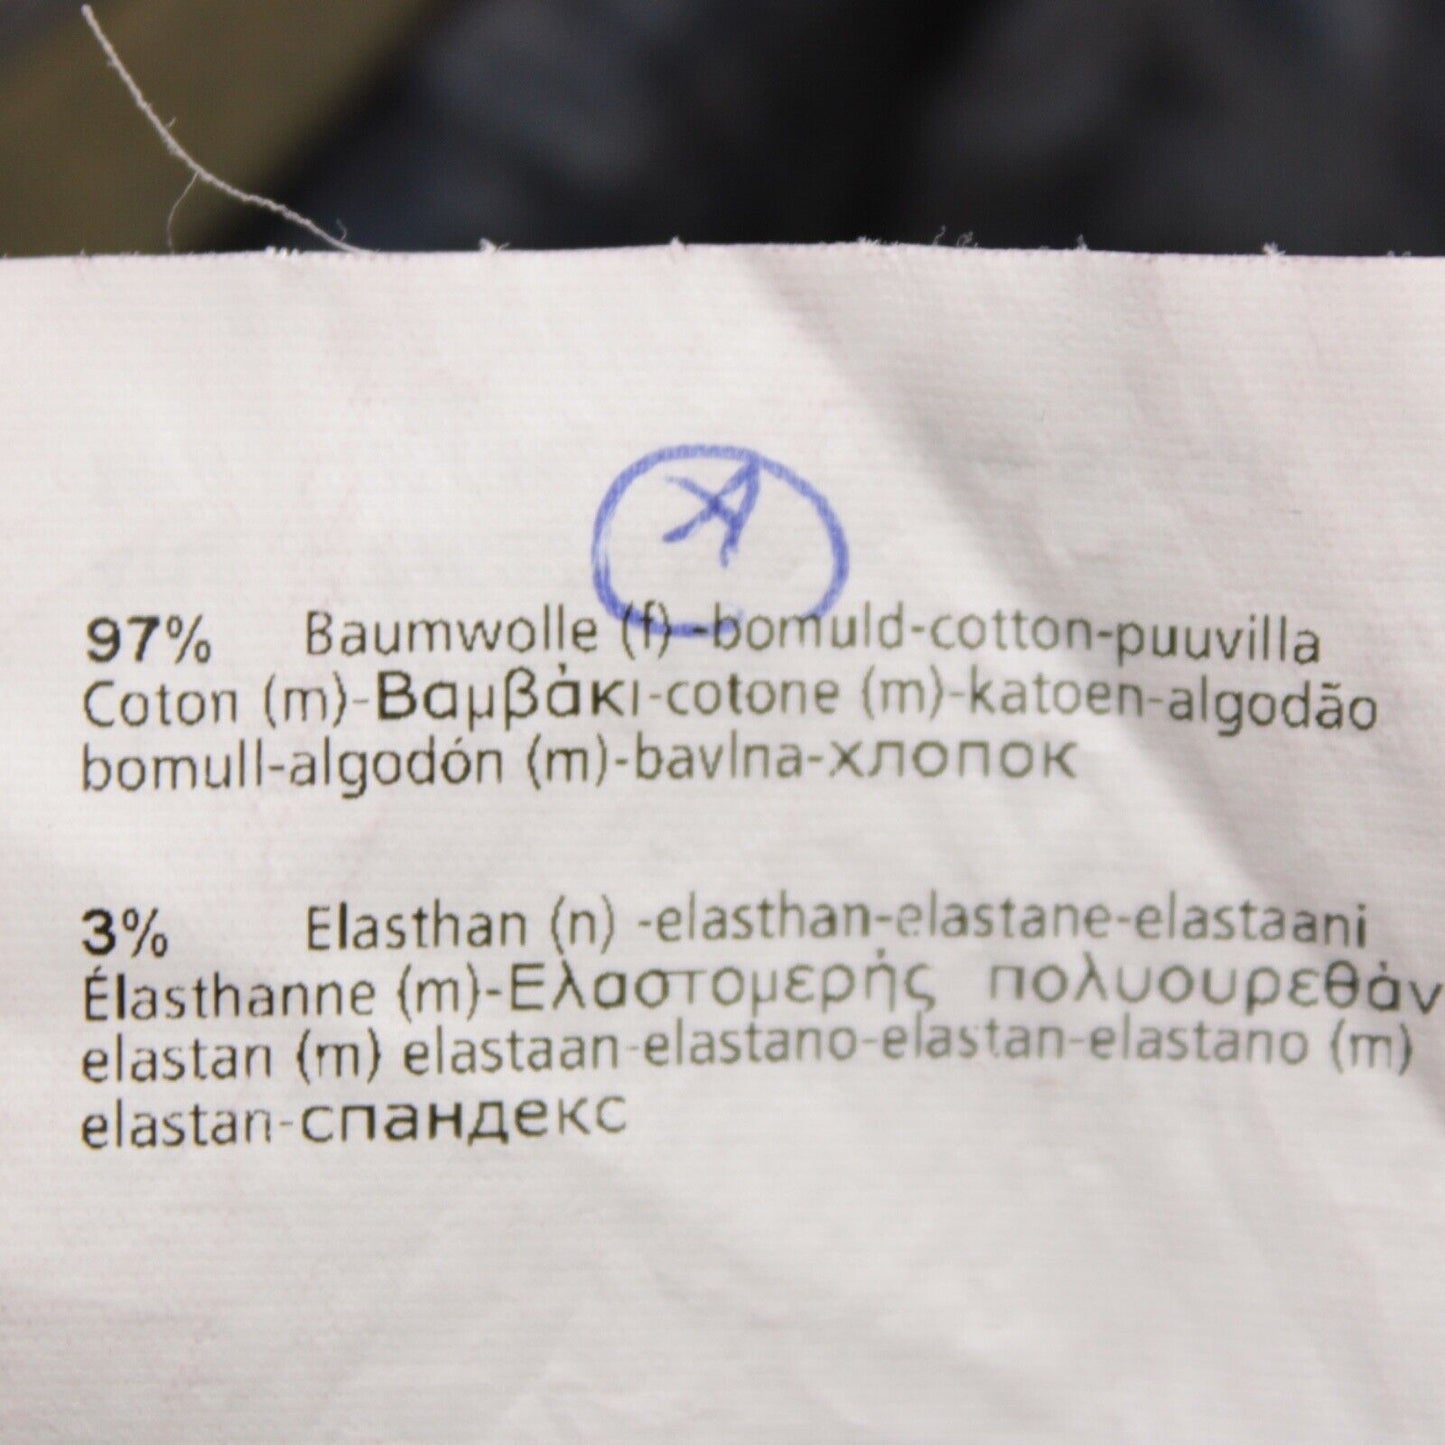 A
97% Baumwolle (f) -bomuld-cotton-puuvilla
Coton (m)-Βαμβάκι-cotone (m)-katoen-algodão
bomull-algodón (m)-bavlna-хлопок
3% Elasthan (n) -elasthan-elastane-elastaani
Élasthanne (m)-Ελαστομερής πολυουρεθάν
elastan (m) elastaan-elastano-elastan-elastano (m)
elastan-спандекс